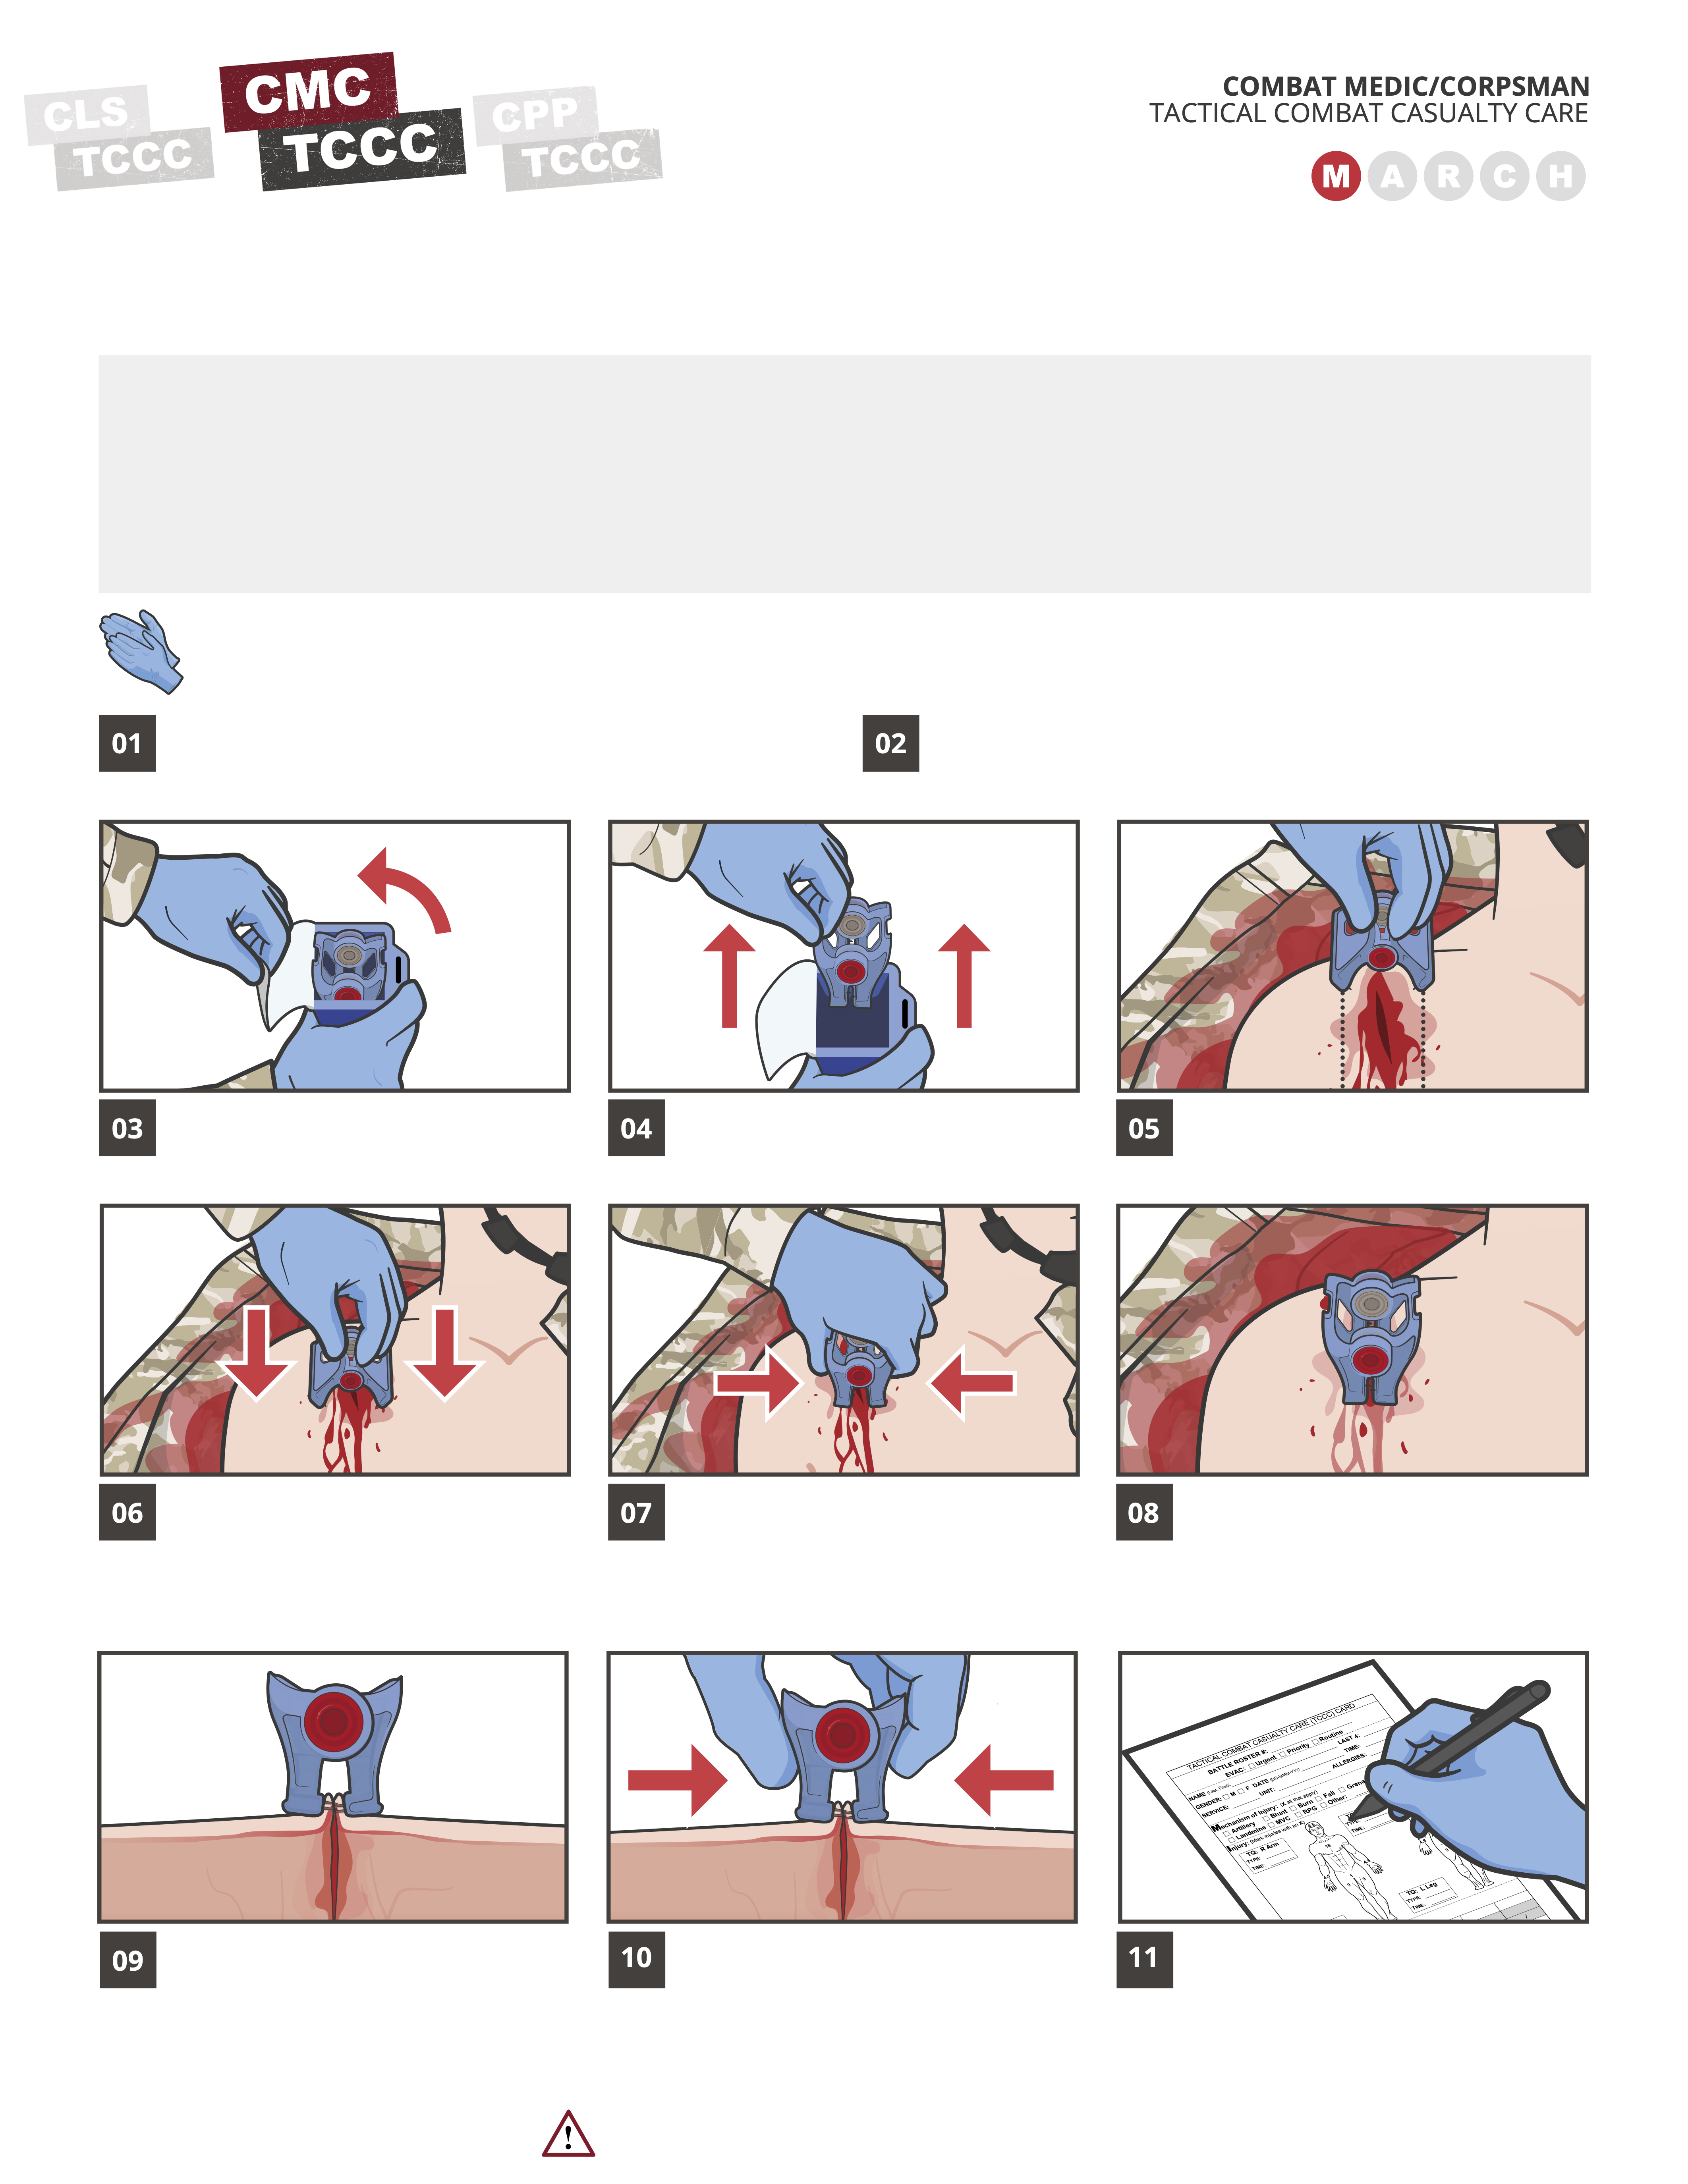 CLS
TCCC
CMC
TCCC
CPP
TCCC
COMBAT MEDIC/CORPSMAN
TACTICAL COMBAT CASUALTY CARE
M A R C H
01
02
03
04
05
06
07
08
TACTICAL COMBAT CASUALTY CARE (TCCC) CARD
BATTLE ROSTER #:
EVAC: Urgent Priority Routine
NAME (Last, First): LAST 4:
GENDER: M F DATE (DD-MMM-YY): TIME:
SERVICE: UNIT: ALLERGIES:
Mechanism of Injury: (X all that apply)
Artillery Blunt Burn Fall
Landmine MVC RPG Other:
Injury: (Mark injuries with an X)
TQ: R Arm
TYPE:
TIME:
TYPE:
TIME:
TQ: L Leg
TYPE:
TIME:
09
10
11
!